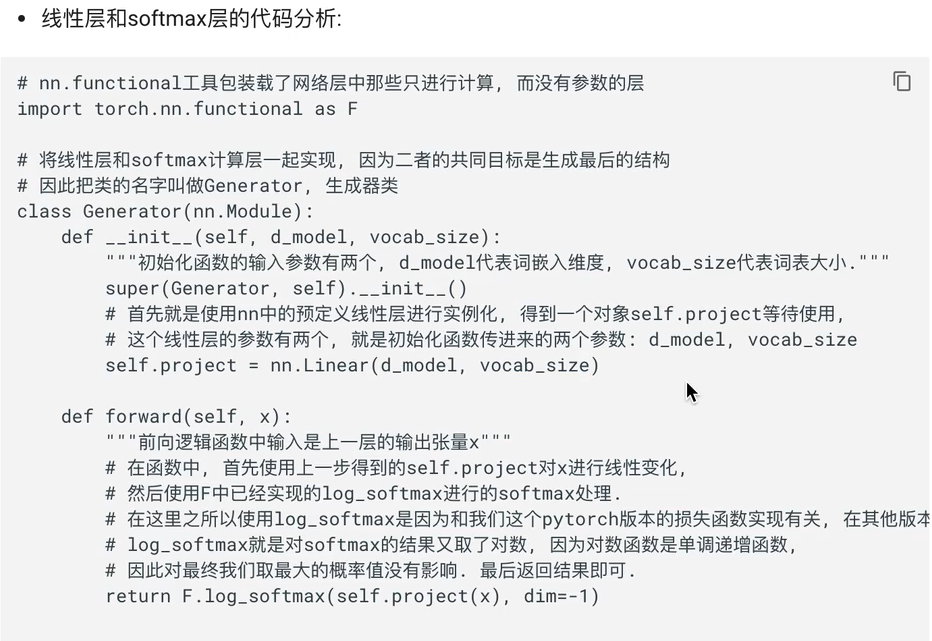 • 线性层和softmax层的代码分析:
# nn.functional工具包装载了网络层中那些只进行计算, 而没有参数的层
import torch.nn.functional as F
# 将线性层和softmax计算层一起实现, 因为二者的共同目标是生成最后的结构
# 因此把类的名字叫做Generator, 生成器类
class Generator(nn.Module):
    def __init__(self, d_model, vocab_size):
        """初始化函数的输入参数有两个, d_model代表词嵌入维度, vocab_size代表词表大小."""
        super(Generator, self).__init__()
        # 首先就是使用nn中的预定义线性层进行实例化, 得到一个对象self.project等待使用,
        # 这个线性层的参数有两个, 就是初始化函数传进来的两个参数: d_model, vocab_size
        self.project = nn.Linear(d_model, vocab_size)
    def forward(self, x):
        """前向逻辑函数中输入是上一层的输出张量x"""
        # 在函数中, 首先使用上一步得到的self.project对x进行线性变化,
        # 然后使用F中已经实现的log_softmax进行的softmax处理.
        # 在这里之所以使用log_softmax是因为和我们这个pytorch版本的损失函数实现有关, 在其他版本
        # log_softmax就是对softmax的结果又取了对数, 因为对数函数是单调递增函数,
        # 因此对最终我们取最大的概率值没有影响. 最后返回结果即可.
        return F.log_softmax(self.project(x), dim=-1)